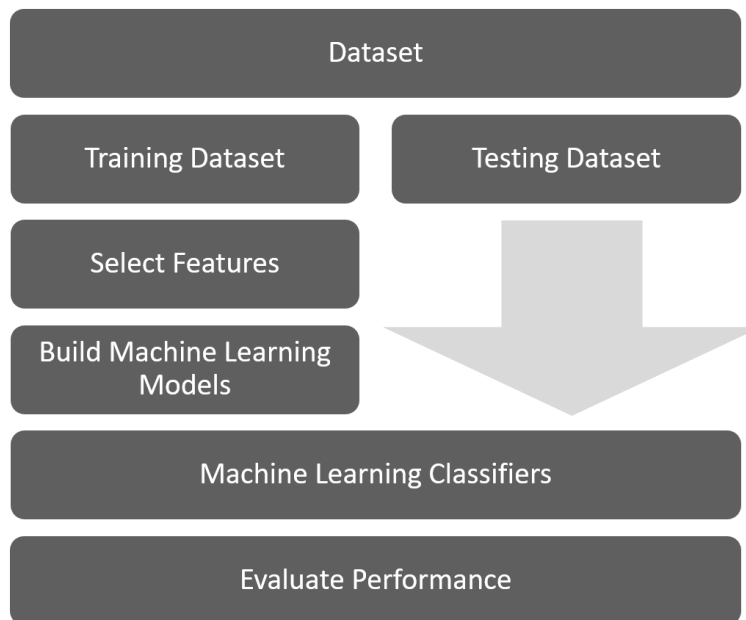 Dataset
Training Dataset
Testing Dataset
Select Features
Build Machine Learning
Models
Machine Learning Classifiers
Evaluate Performance